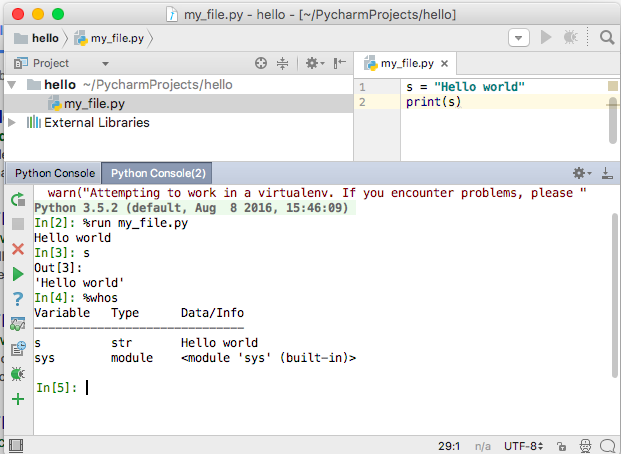 my_file.py - hello - [~/PycharmProjects/hello]
hello my_file.py
Project
my_file.py
hello ~/PycharmProjects/hello
my_file.py
External Libraries
1 s = "Hello world"
2 print(s)
Python Console Python Console(2)
warn("Attempting to work in a virtualenv. If you encounter problems, please "
Python 3.5.2 (default, Aug  8 2016, 15:46:09)
In[2]: %run my_file.py
Hello world
In[3]: s
Out[3]:
'Hello world'
In[4]: %whos
Variable   Type      Data/Info
------------------------------
s          str       Hello world
sys        module    <module 'sys' (built-in)>
In[5]:
29:1 n/a UTF-8